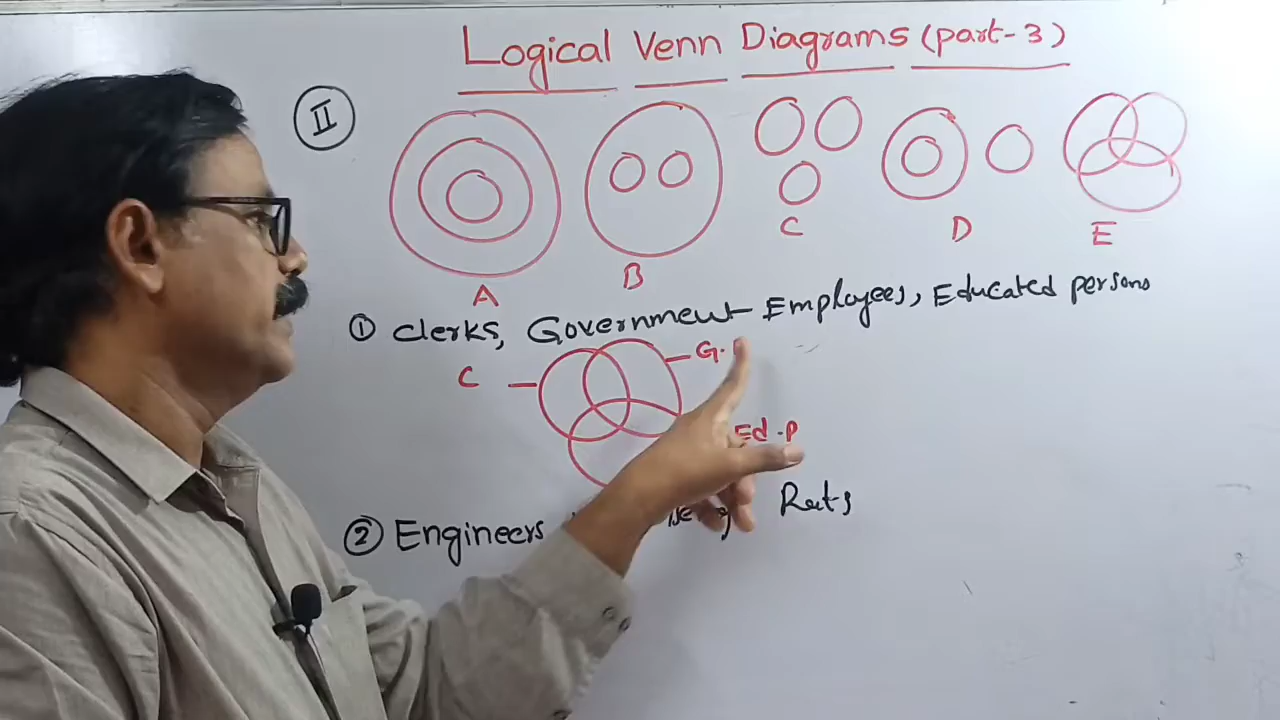 Logical Venn Diagrams (part-3)
II
A B C D E
① Clerks, Government Employees, Educated persons
C G.
Ed.P
② Engineers Rats